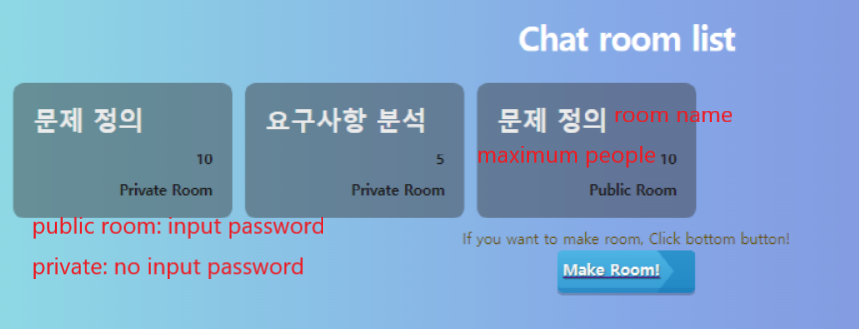 Chat room list
문제 정의
10
Private Room
요구사항 분석
5
Private Room
문제 정의 room name
maximum people 10
Public Room
public room: input password
private: no input password
If you want to make room, Click bottom button!
Make Room!